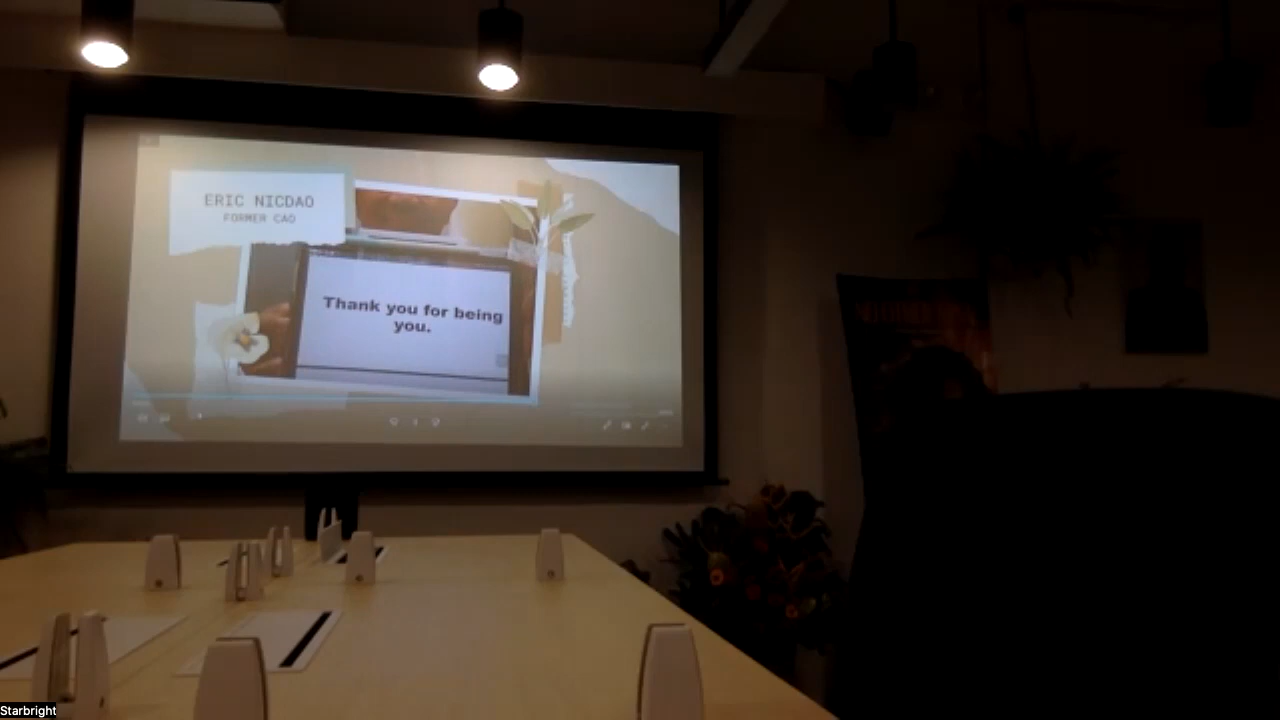 ERIC NICDAO
FORMER CAO
Thank you for being
you.
Starbright